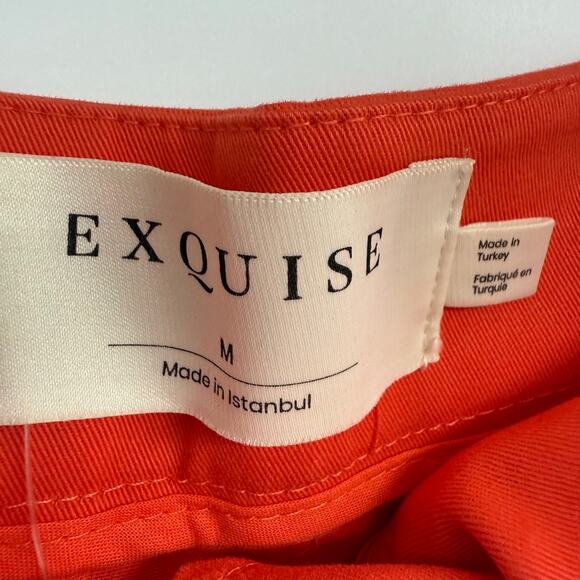 EXQUISE
M
Made in Istanbul
Made in
Turkey
Fabriqué en
Turquie